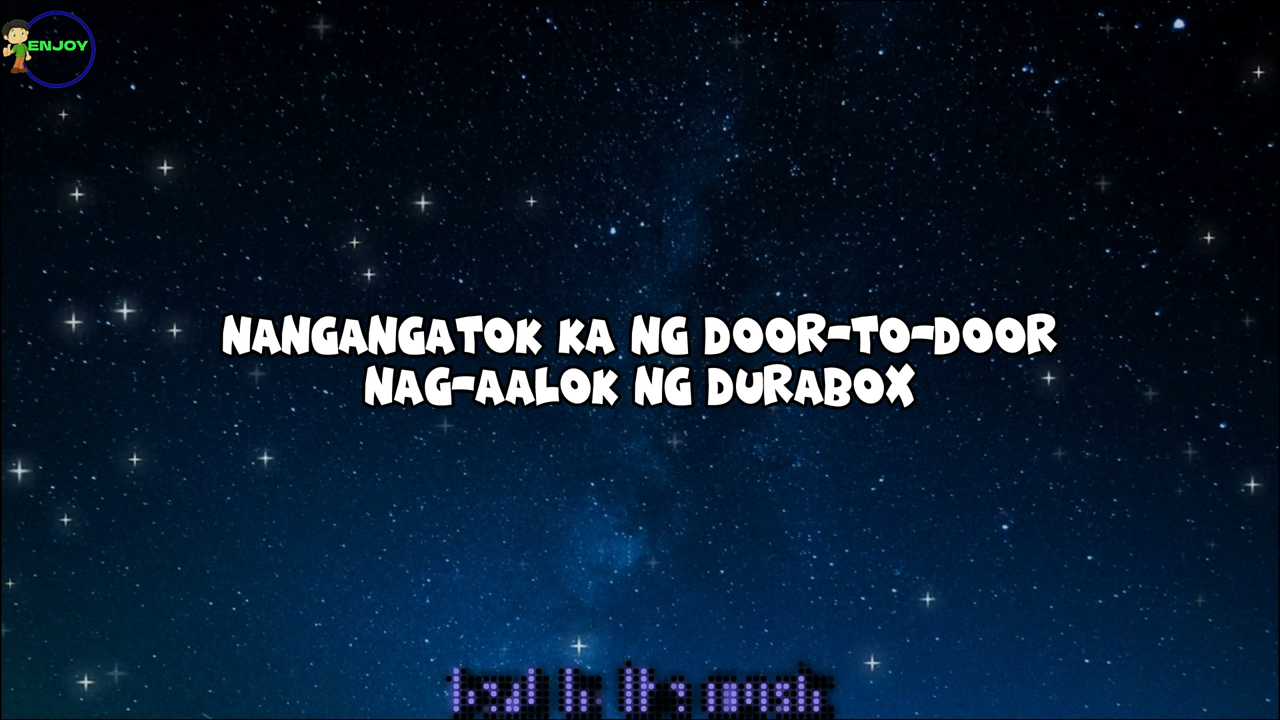 ENJOY
NANGANGATOK KA NG DOOR-TO-DOOR
NAG-AALOK NG DURABOX